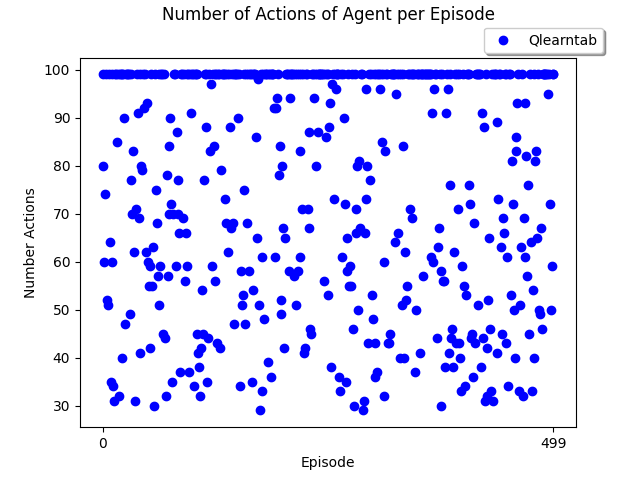 Number of Actions of Agent per Episode
Qlearntab
100
90
80
70
60
50
40
30
Number Actions
0
499
Episode